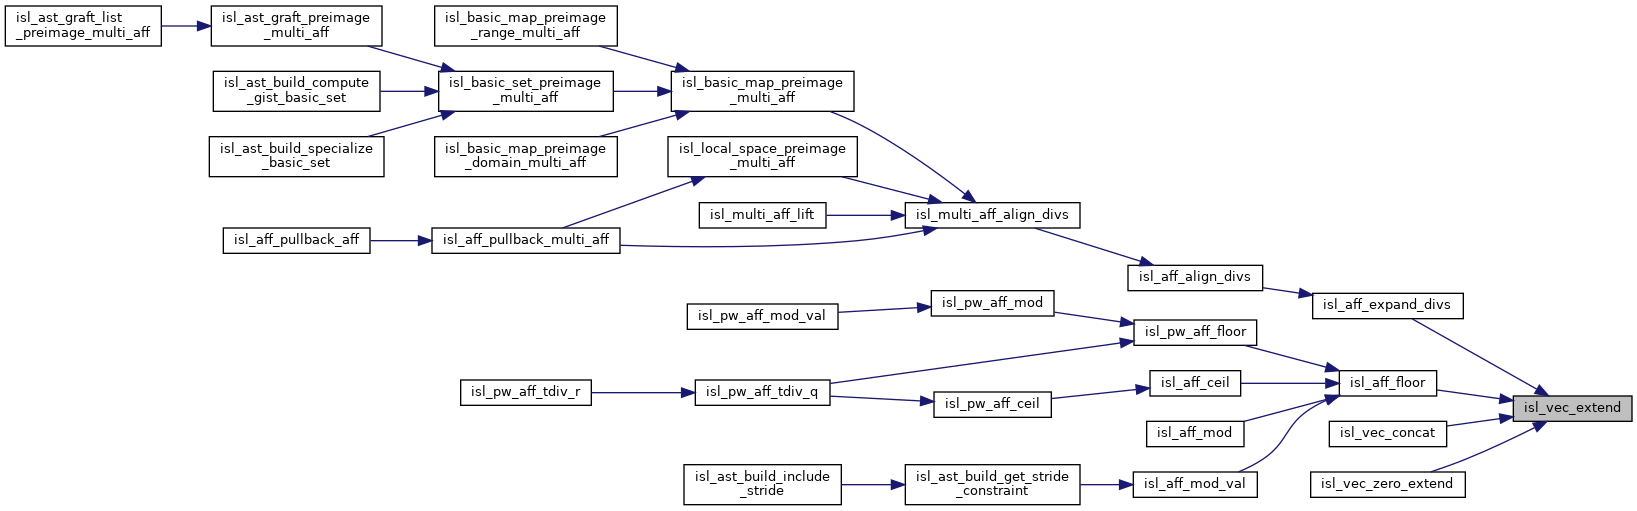 isl_ast_graft_list
_preimage_multi_aff
isl_ast_graft_preimage
_multi_aff
isl_basic_map_preimage
_range_multi_aff
isl_ast_build_compute
_gist_basic_set
isl_basic_set_preimage
_multi_aff
isl_basic_map_preimage
_multi_aff
isl_ast_build_specialize
_basic_set
isl_basic_map_preimage
_domain_multi_aff
isl_local_space_preimage
_multi_aff
isl_multi_aff_lift
isl_multi_aff_align_divs
isl_aff_pullback_aff
isl_aff_pullback_multi_aff
isl_aff_align_divs
isl_aff_expand_divs
isl_pw_aff_mod_val
isl_pw_aff_mod
isl_pw_aff_floor
isl_pw_aff_tdiv_r
isl_pw_aff_tdiv_q
isl_pw_aff_ceil
isl_aff_ceil
isl_aff_floor
isl_vec_extend
isl_aff_mod
isl_vec_concat
isl_ast_build_include
_stride
isl_ast_build_get_stride
_constraint
isl_aff_mod_val
isl_vec_zero_extend